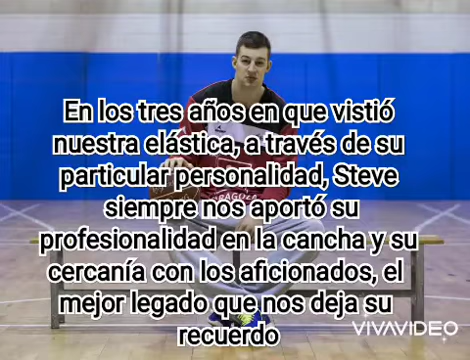 En los tres años en que vistió
nuestra elástica, a través de su
particular personalidad, Steve
siempre nos aportó su
profesionalidad en la cancha y su
cercanía con los aficionados, el
mejor legado que nos deja su
recuerdo
VIVAVIDEO